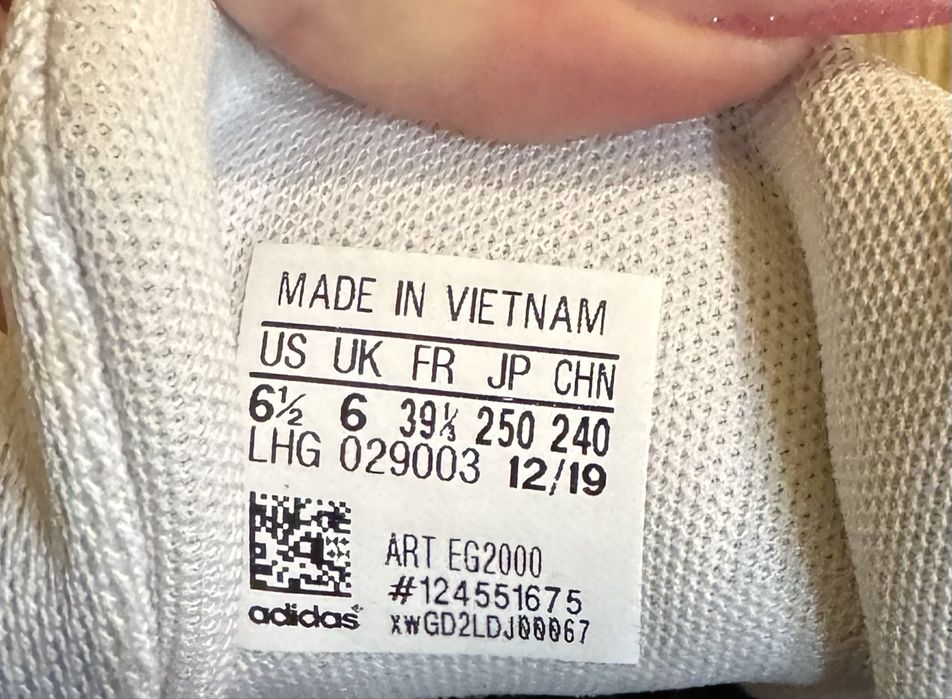 MADE IN VIETNAM
US UK FR JP CHN
6½ 6 39⅓ 250 240
LHG 029003 12/19
ART EG2000
#124551675
adidas xwGD2LDJ00067